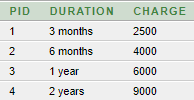 PID DURATION CHARGE
1 3 months 2500
2 6 months 4000
3 1 year 6000
4 2 years 9000